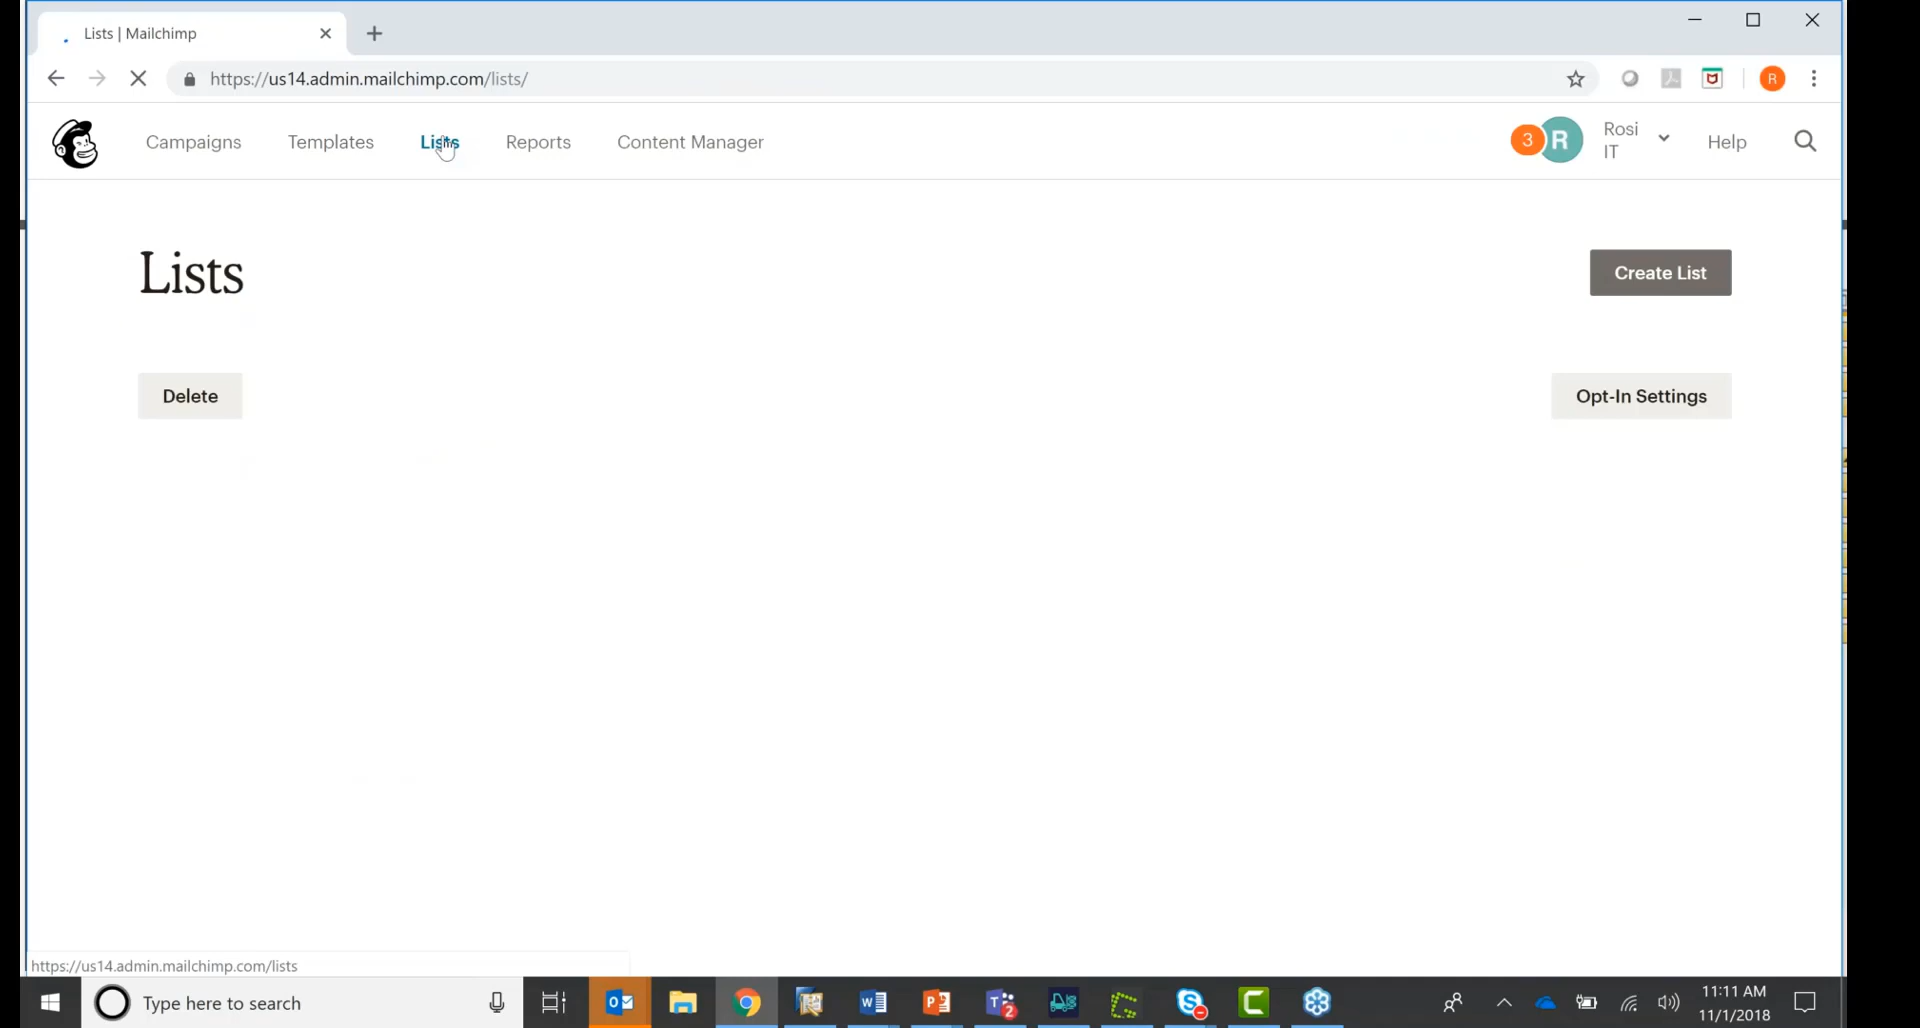 Lists | Mailchimp
https://us14.admin.mailchimp.com/lists/
R
Campaigns
Templates
Lists
Reports
Content Manager
3
R
Rosi
IT
Help
Lists
Create List
Delete
Opt-In Settings
https://us14.admin.mailchimp.com/lists
Type here to search
2
11:11 AM
11/1/2018